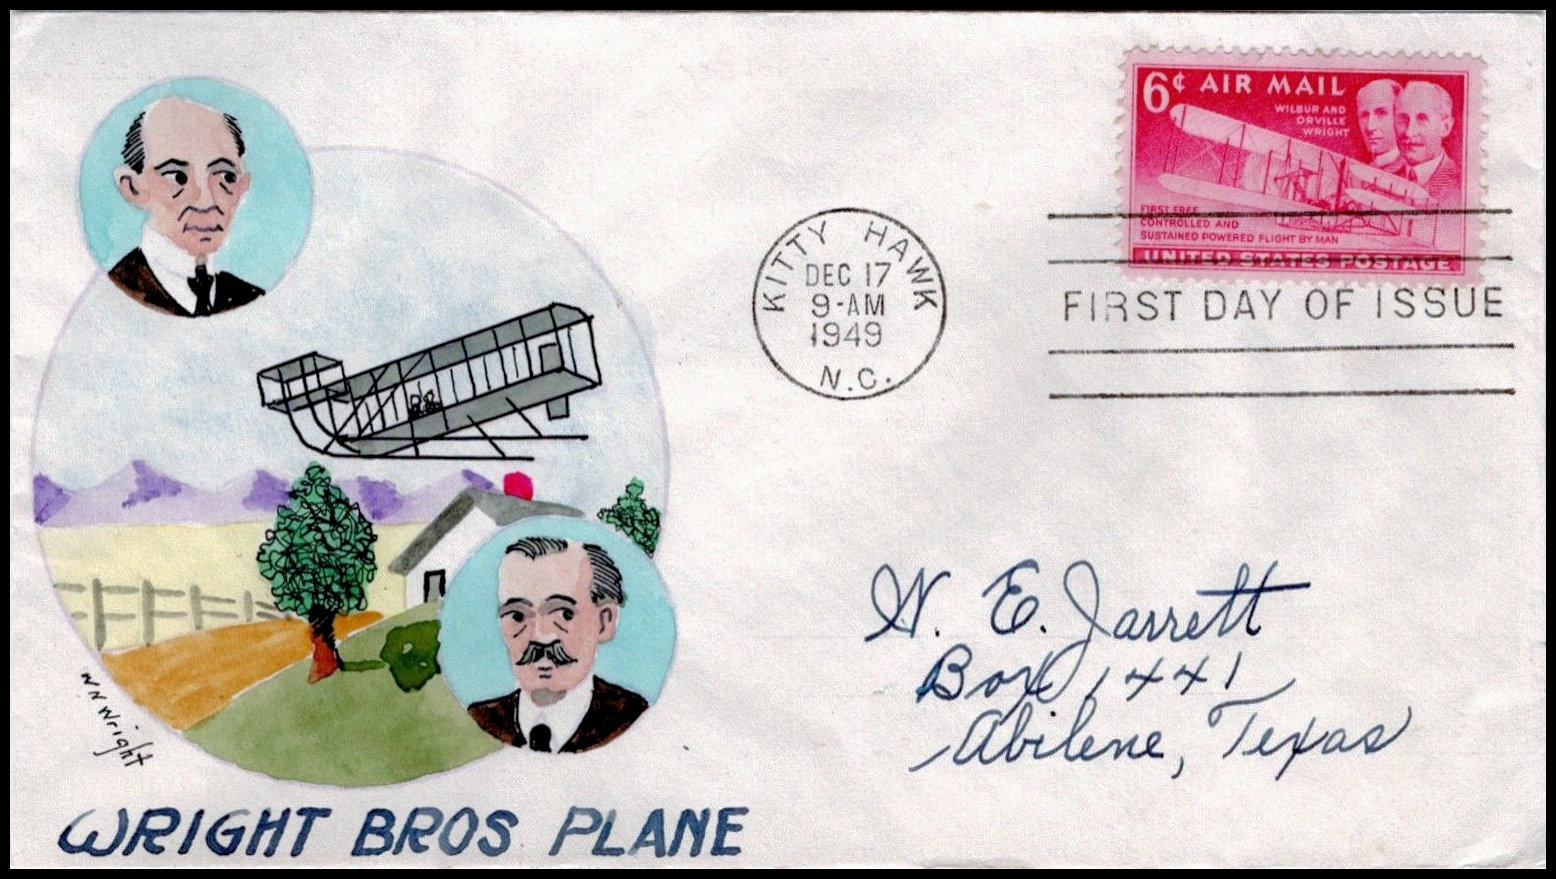 6¢ AIR MAIL
WILBUR AND
ORVILLE
WRIGHT
FIRST FREE
CONTROLLED AND
SUSTAINED POWERED FLIGHT BY MAN
UNITED STATES POSTAGE
KITTY HAWK
DEC 17
9-AM
1949
N.C.
FIRST DAY OF ISSUE
W. E. Jarrett
Box 1441
Abilene, Texas
W N Wright
WRIGHT BROS PLANE